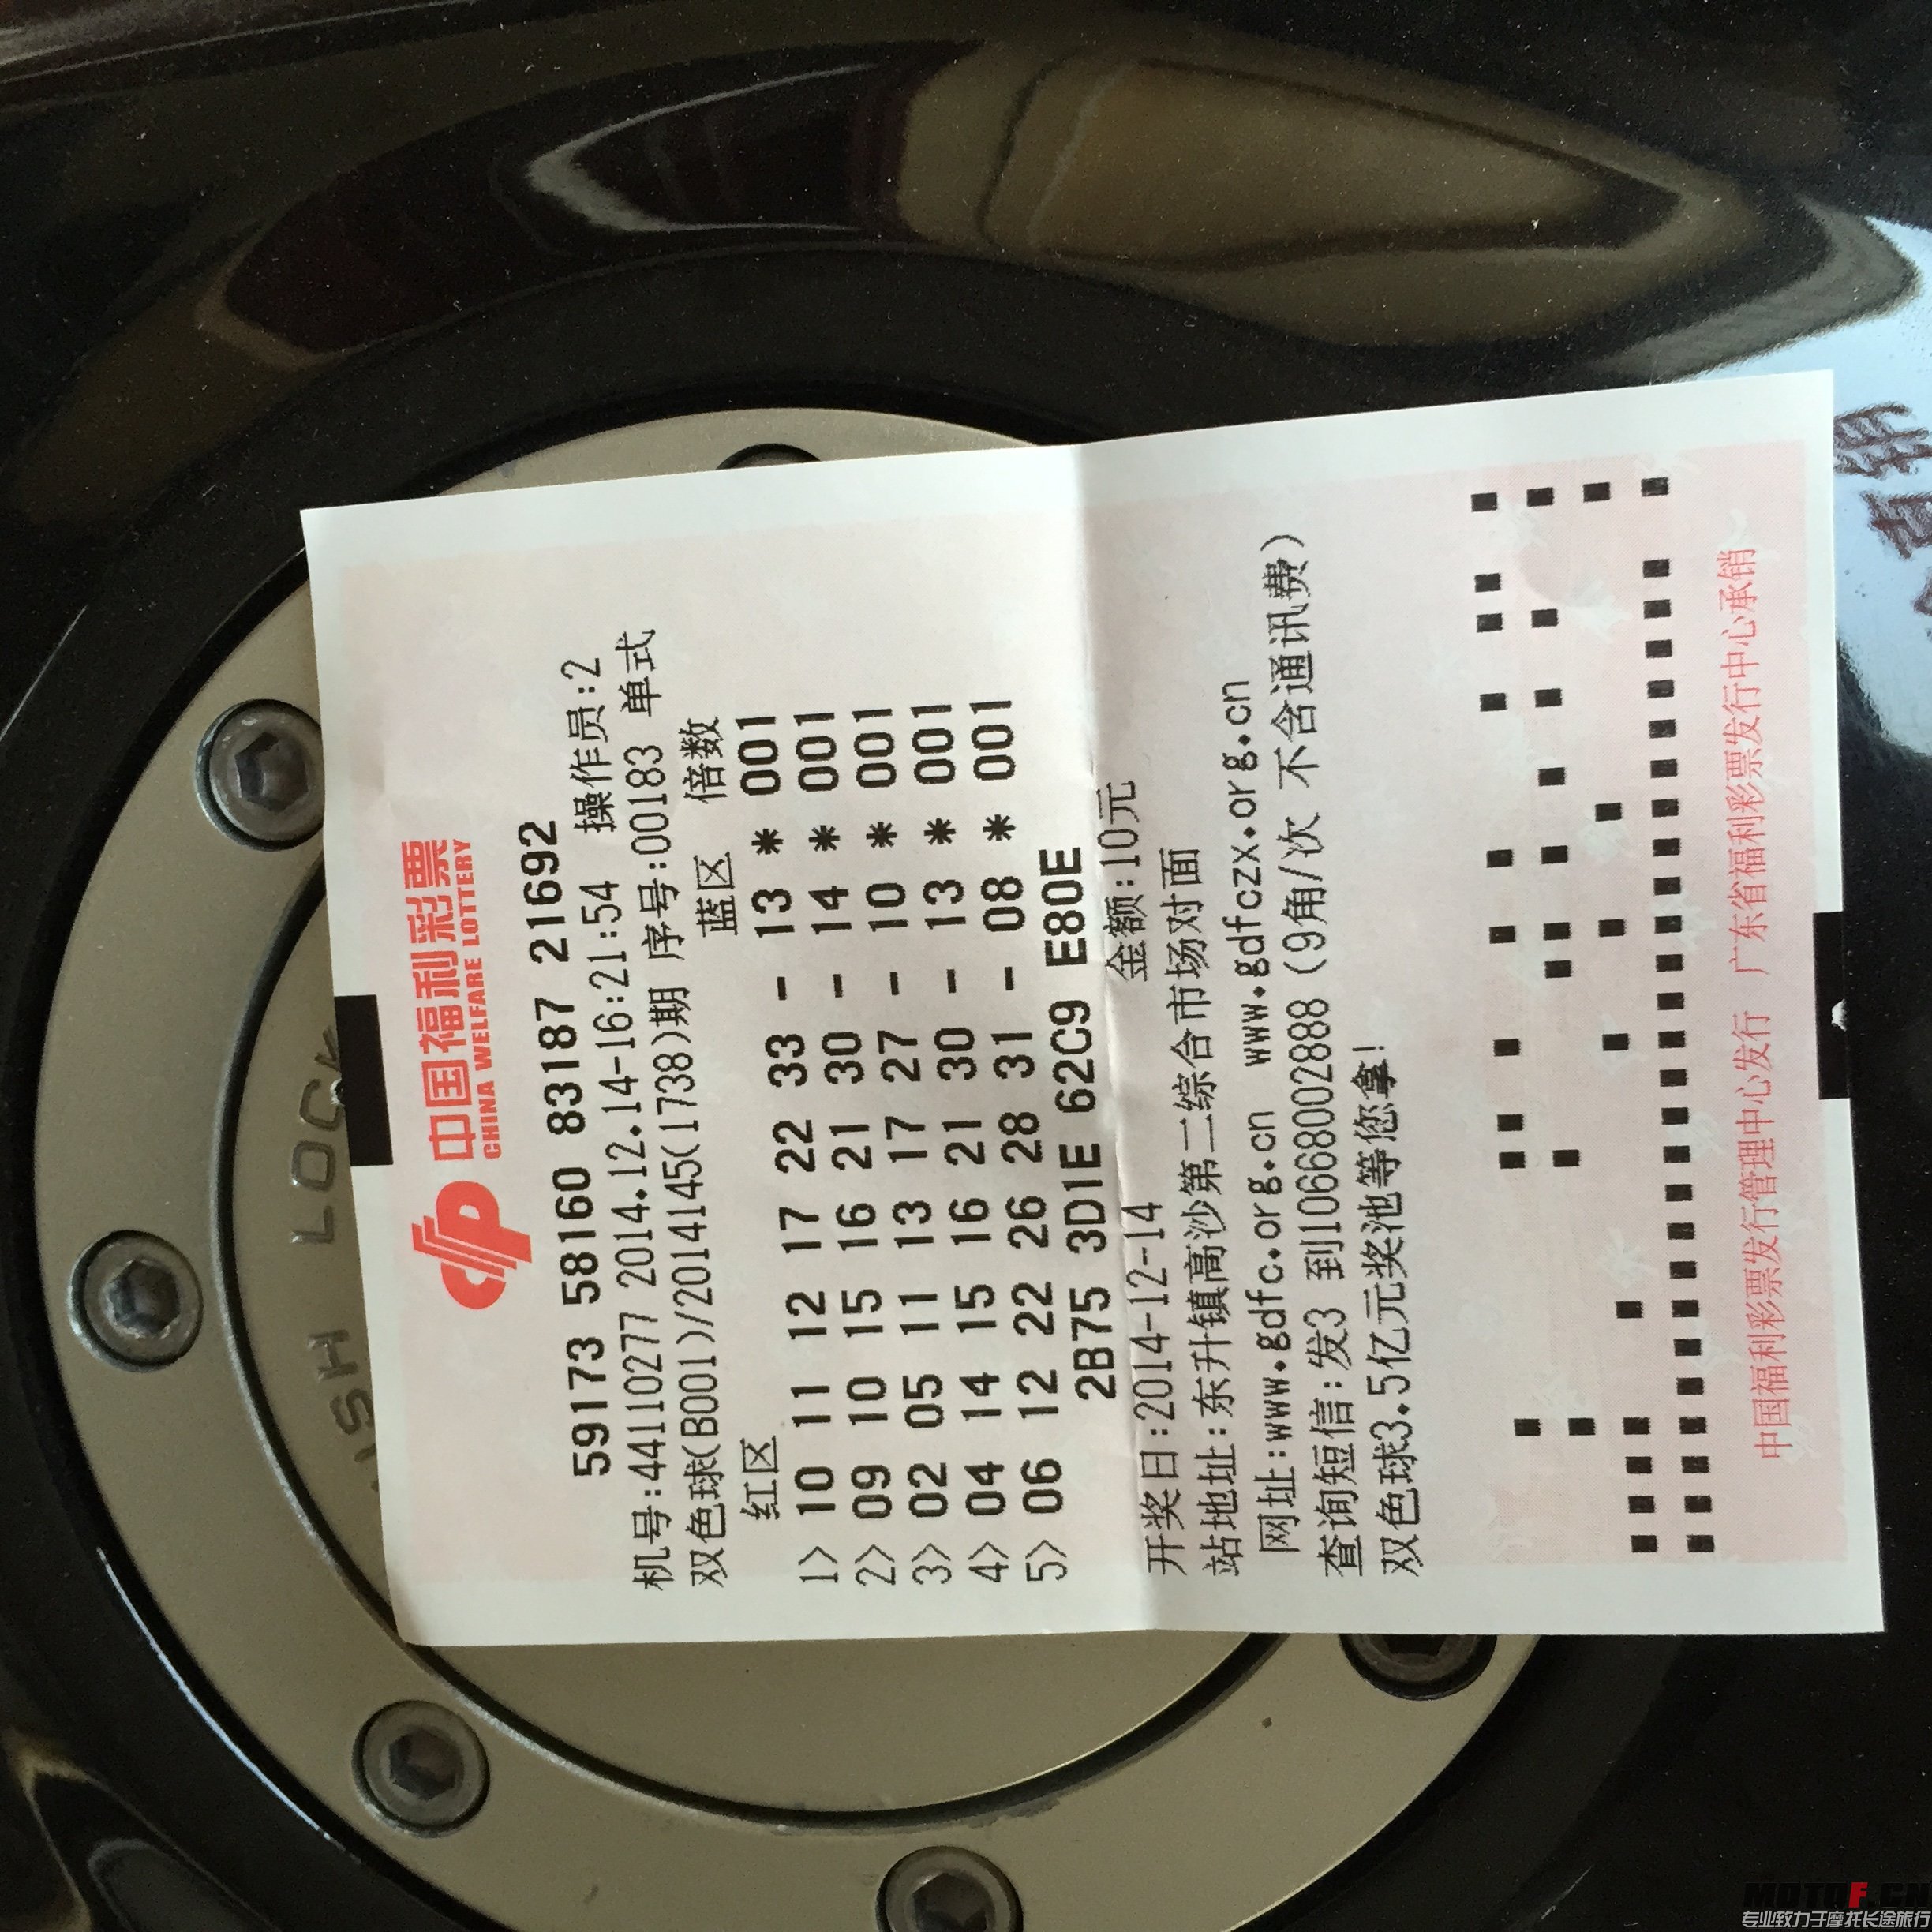 中国福利彩票
CHINA WELFARE LOTTERY
59173 58160 83187 21692
机号:44110277 2014.12.14-16:21:54 操作员:2
双色球(B001)/2014145(1738)期 序号:00183 单式
红区 蓝区 倍数
1> 10 11 12 17 22 33 - 13 * 001
2> 09 10 15 16 21 30 - 14 * 001
3> 02 05 11 13 17 27 - 10 * 001
4> 04 14 15 16 21 30 - 13 * 001
5> 06 12 22 26 28 31 - 08 * 001
2B75 3D1E 62C9 E80E
开奖日:2014-12-14 金额:10元
站地址:东升镇高沙第二综合市场对面
网址:www.gdfc.org.cn www.gdfczx.org.cn
查询短信:发3 到10668002888(9角/次 不含通讯费)
双色球3.5亿元奖池等您拿!
中国福利彩票发行管理中心发行 广东省福利彩票发行中心承销
LOCK
MOTOF.CN
专业致力于摩托长途旅行